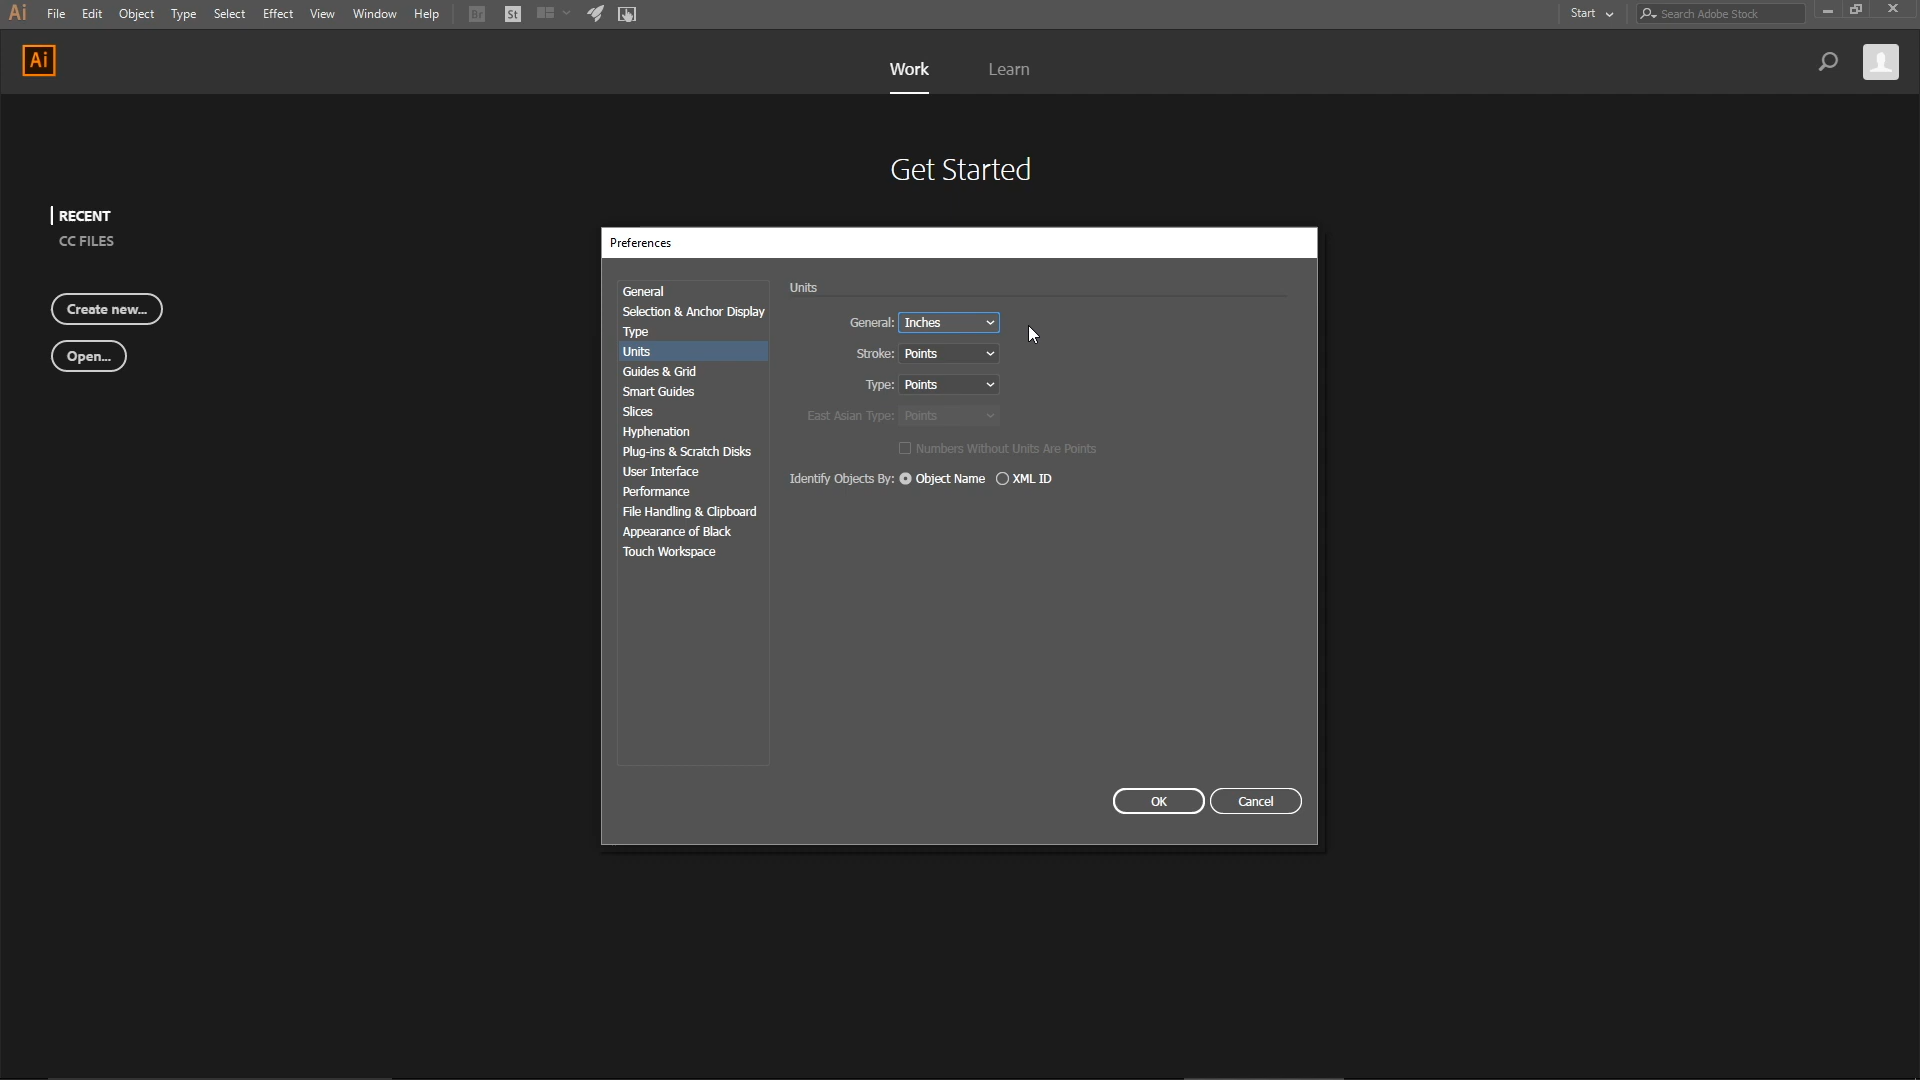 Ai File Edit Object Type Select Effect View Window Help Br St Start Search Adobe Stock
Ai
Work Learn
Get Started
RECENT
CC FILES
Create new...
Open...
Preferences
General
Selection & Anchor Display
Type
Units
Guides & Grid
Smart Guides
Slices
Hyphenation
Plug-ins & Scratch Disks
User Interface
Performance
File Handling & Clipboard
Appearance of Black
Touch Workspace
Units
General: Inches
Stroke: Points
Type: Points
East Asian Type: Points
Numbers Without Units Are Points
Identify Objects By: Object Name XML ID
OK Cancel